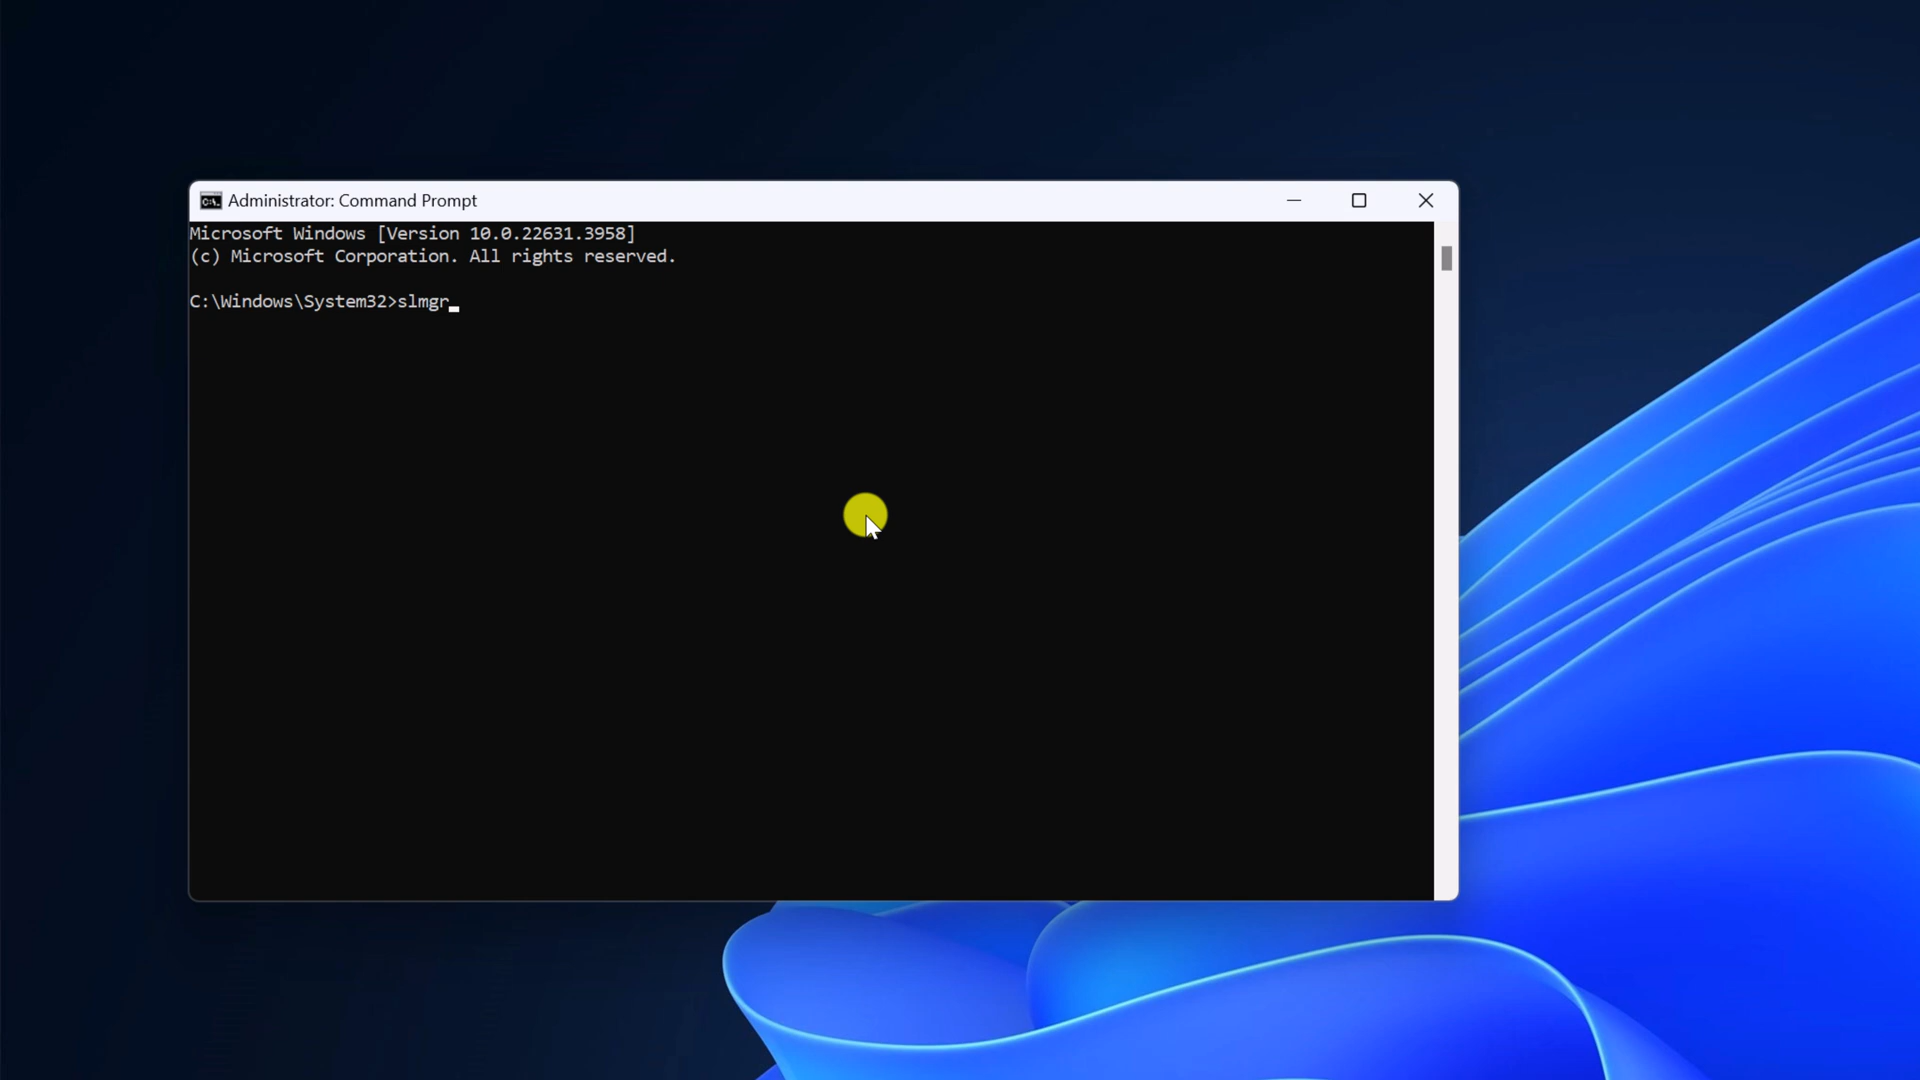 Administrator: Command Prompt
Microsoft Windows [Version 10.0.22631.3958]
(c) Microsoft Corporation. All rights reserved.
C:\Windows\System32>slmgr